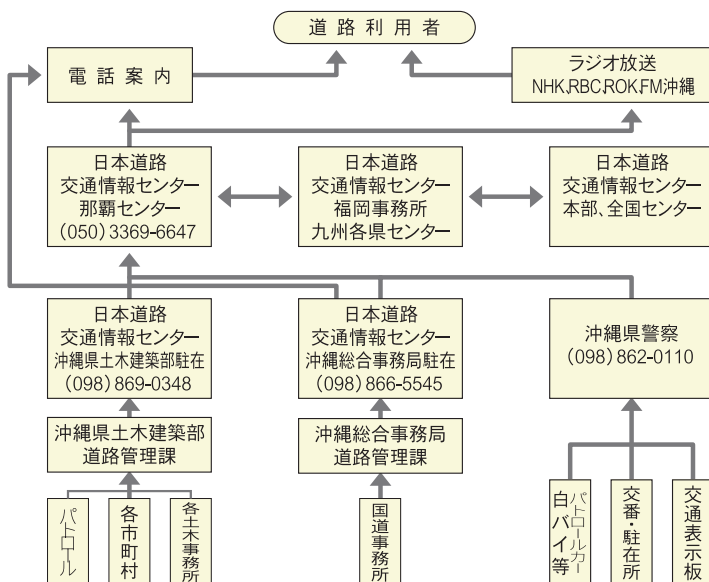 道路利用者
電話案内
ラジオ放送
NHK,RBC,ROK,FM沖縄
日本道路
交通情報センター
那覇センター
(050)3369-6647
日本道路
交通情報センター
福岡事務所
九州各県センター
日本道路
交通情報センター
本部、全国センター
日本道路
交通情報センター
沖縄県土木建築部駐在
(098)869-0348
日本道路
交通情報センター
沖縄総合事務局駐在
(098)866-5545
沖縄県警察
(098)862-0110
沖縄県土木建築部
道路管理課
沖縄総合事務局
道路管理課
パトロール
各市町村
各土木事務所
国道事務所
パトロールカー
白バイ等
交番・駐在所
交通表示板